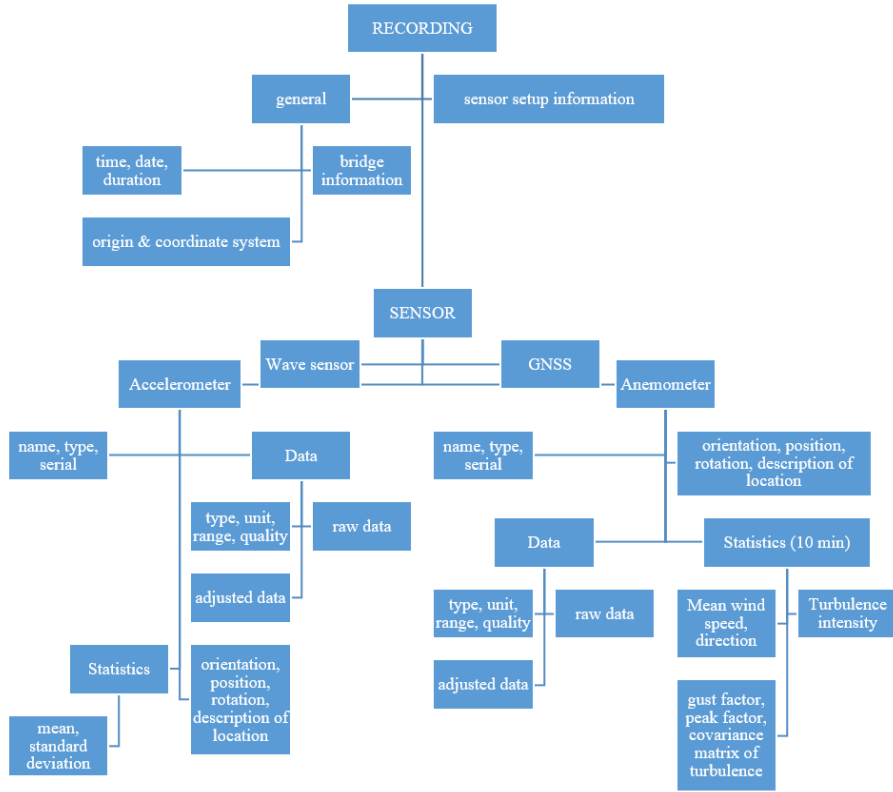 RECORDING
general
sensor setup information
time, date,
duration
bridge
information
origin & coordinate system
SENSOR
Wave sensor
GNSS
Accelerometer
Anemometer
name, type,
serial
Data
type, unit,
range, quality
raw data
adjusted data
Statistics
mean,
standard
deviation
orientation,
position,
rotation,
description of
location
name, type,
serial
orientation, position,
rotation, description of
location
Data
type, unit,
range, quality
raw data
adjusted data
Statistics (10 min)
Mean wind
speed,
direction
Turbulence
intensity
gust factor,
peak factor,
covariance
matrix of
turbulence